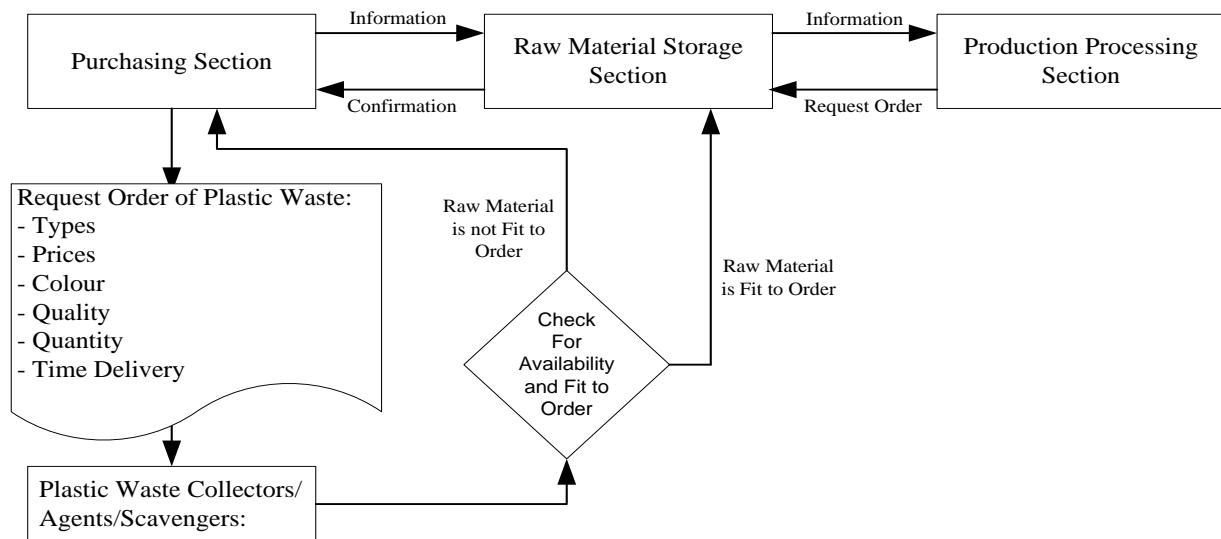 Information
Information
Purchasing Section
Raw Material Storage
Section
Production Processing
Section
Confirmation
Request Order
Request Order of Plastic Waste:
- Types
- Prices
- Colour
- Quality
- Quantity
- Time Delivery
Raw Material
is not Fit to
Order
Raw Material
is Fit to Order
Check
For
Availability
and Fit to
Order
Plastic Waste Collectors/
Agents/Scavengers: